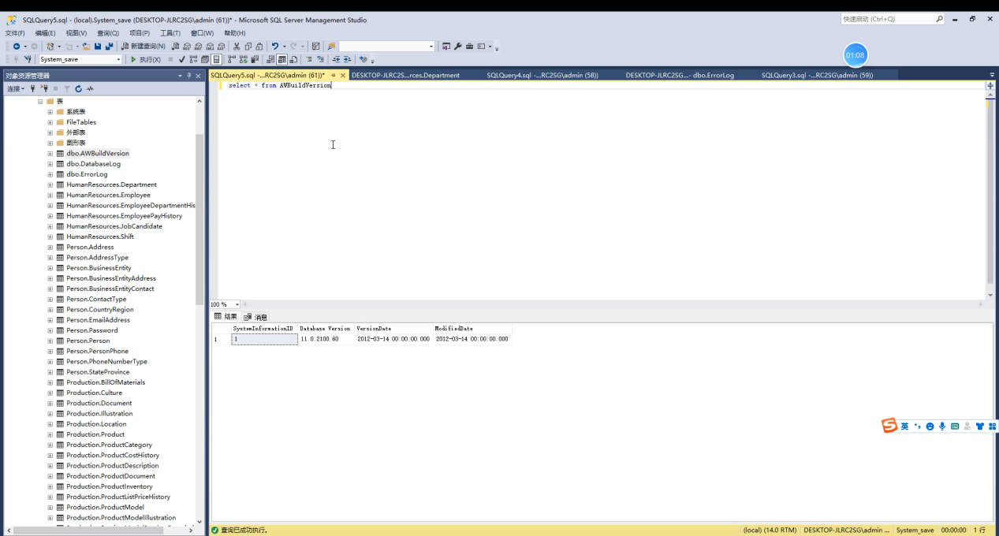 SQLQuery5.sql - (local).System_save (DESKTOP-JLRC2SG\admin (61))* - Microsoft SQL Server Management Studio
快速启动 (Ctrl+Q)
文件(F) 编辑(E) 视图(V) 查询(Q) 项目(P) 工具(T) 窗口(W) 帮助(H)
新建查询(N)
01:08
System_save 执行(X)
对象资源管理器
SQLQuery5.sql -...RC2SG\admin (61))* DESKTOP-JLRC2S...rces.Department SQLQuery4.sql -...RC2SG\admin (58)) DESKTOP-JLRC2SG...- dbo.ErrorLog SQLQuery3.sql -...RC2SG\admin (59))
连接
select * from AWBuildVersion
表
系统表
FileTables
外部表
图形表
dbo.AWBuildVersion
dbo.DatabaseLog
dbo.ErrorLog
HumanResources.Department
HumanResources.Employee
HumanResources.EmployeeDepartmentHis
HumanResources.EmployeePayHistory
HumanResources.JobCandidate
HumanResources.Shift
Person.Address
Person.AddressType
Person.BusinessEntity
Person.BusinessEntityAddress
Person.BusinessEntityContact
Person.ContactType
Person.CountryRegion
Person.EmailAddress
Person.Password
Person.Person
Person.PersonPhone
Person.PhoneNumberType
Person.StateProvince
Production.BillOfMaterials
Production.Culture
Production.Document
Production.Illustration
Production.Location
Production.Product
Production.ProductCategory
Production.ProductCostHistory
Production.ProductDescription
Production.ProductDocument
Production.ProductInventory
Production.ProductListPriceHistory
Production.ProductModel
Production.ProductModelIllustration
100 %
结果 消息
SystemInformationID Database Version VersionDate ModifiedDate
1 1 11.0.2100.60 2012-03-14 00:00:00.000 2012-03-14 00:00:00.000
英
查询已成功执行。
(local) (14.0 RTM) DESKTOP-JLRC2SG\admin ... System_save 00:00:00 1 行